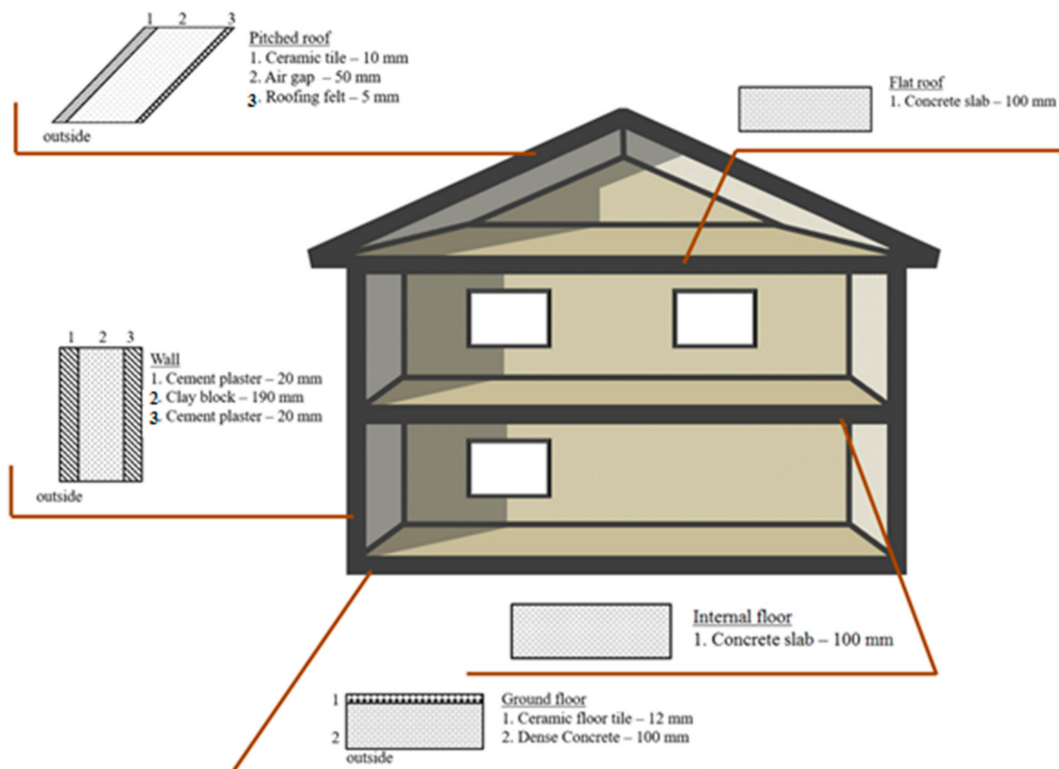 1 2 3
Pitched roof
1. Ceramic tile – 10 mm
2. Air gap – 50 mm
3. Roofing felt – 5 mm
outside
Flat roof
1. Concrete slab – 100 mm
1 2 3
Wall
1. Cement plaster – 20 mm
2. Clay block – 190 mm
3. Cement plaster – 20 mm
outside
Internal floor
1. Concrete slab – 100 mm
1
2
outside
Ground floor
1. Ceramic floor tile – 12 mm
2. Dense Concrete – 100 mm